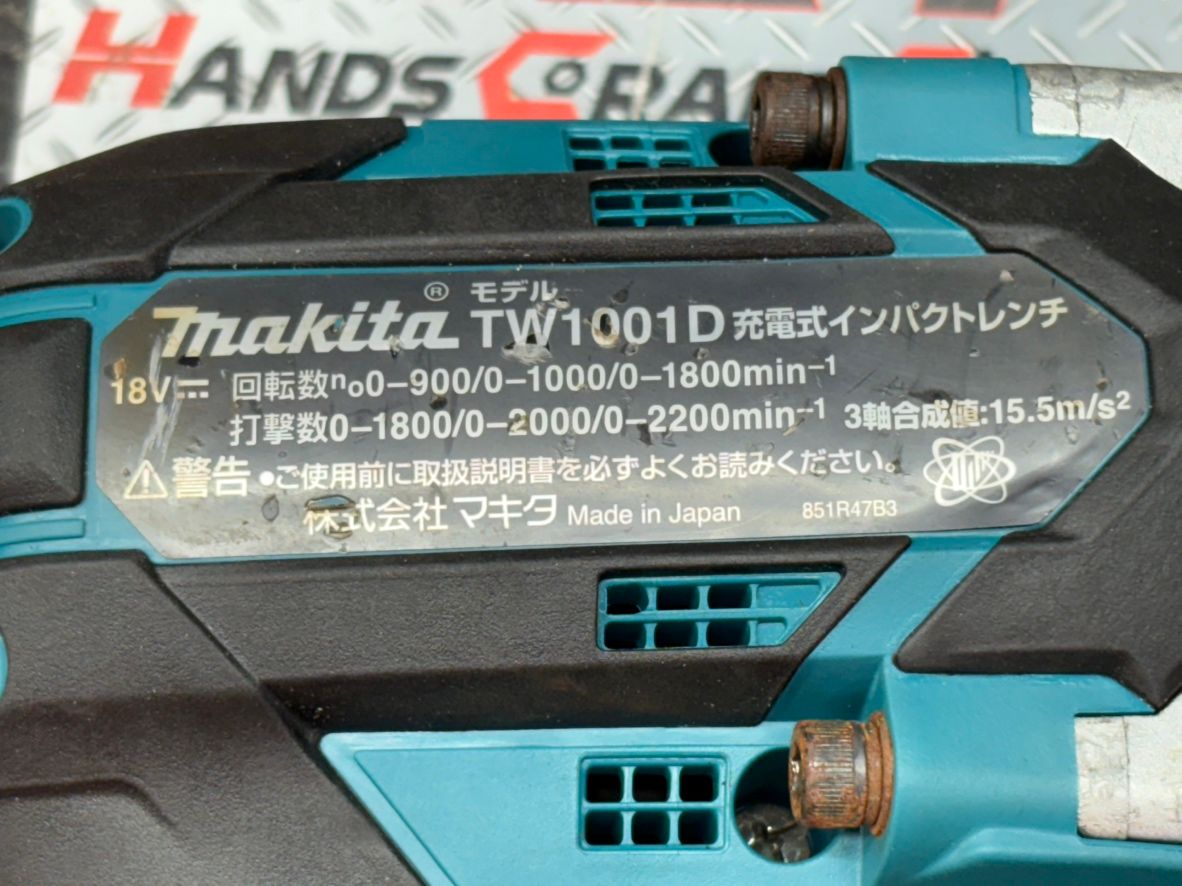 HANDS CRA
makita® モデル TW1001D 充電式インパクトレンチ
18V⎓ 回転数n₀0-900/0-1000/0-1800min⁻¹
打撃数0-1800/0-2000/0-2200min⁻¹ 3軸合成値:15.5m/s²
⚠警告 •ご使用前に取扱説明書を必ずよくお読みください。
株式会社マキタ Made in Japan 851R47B3